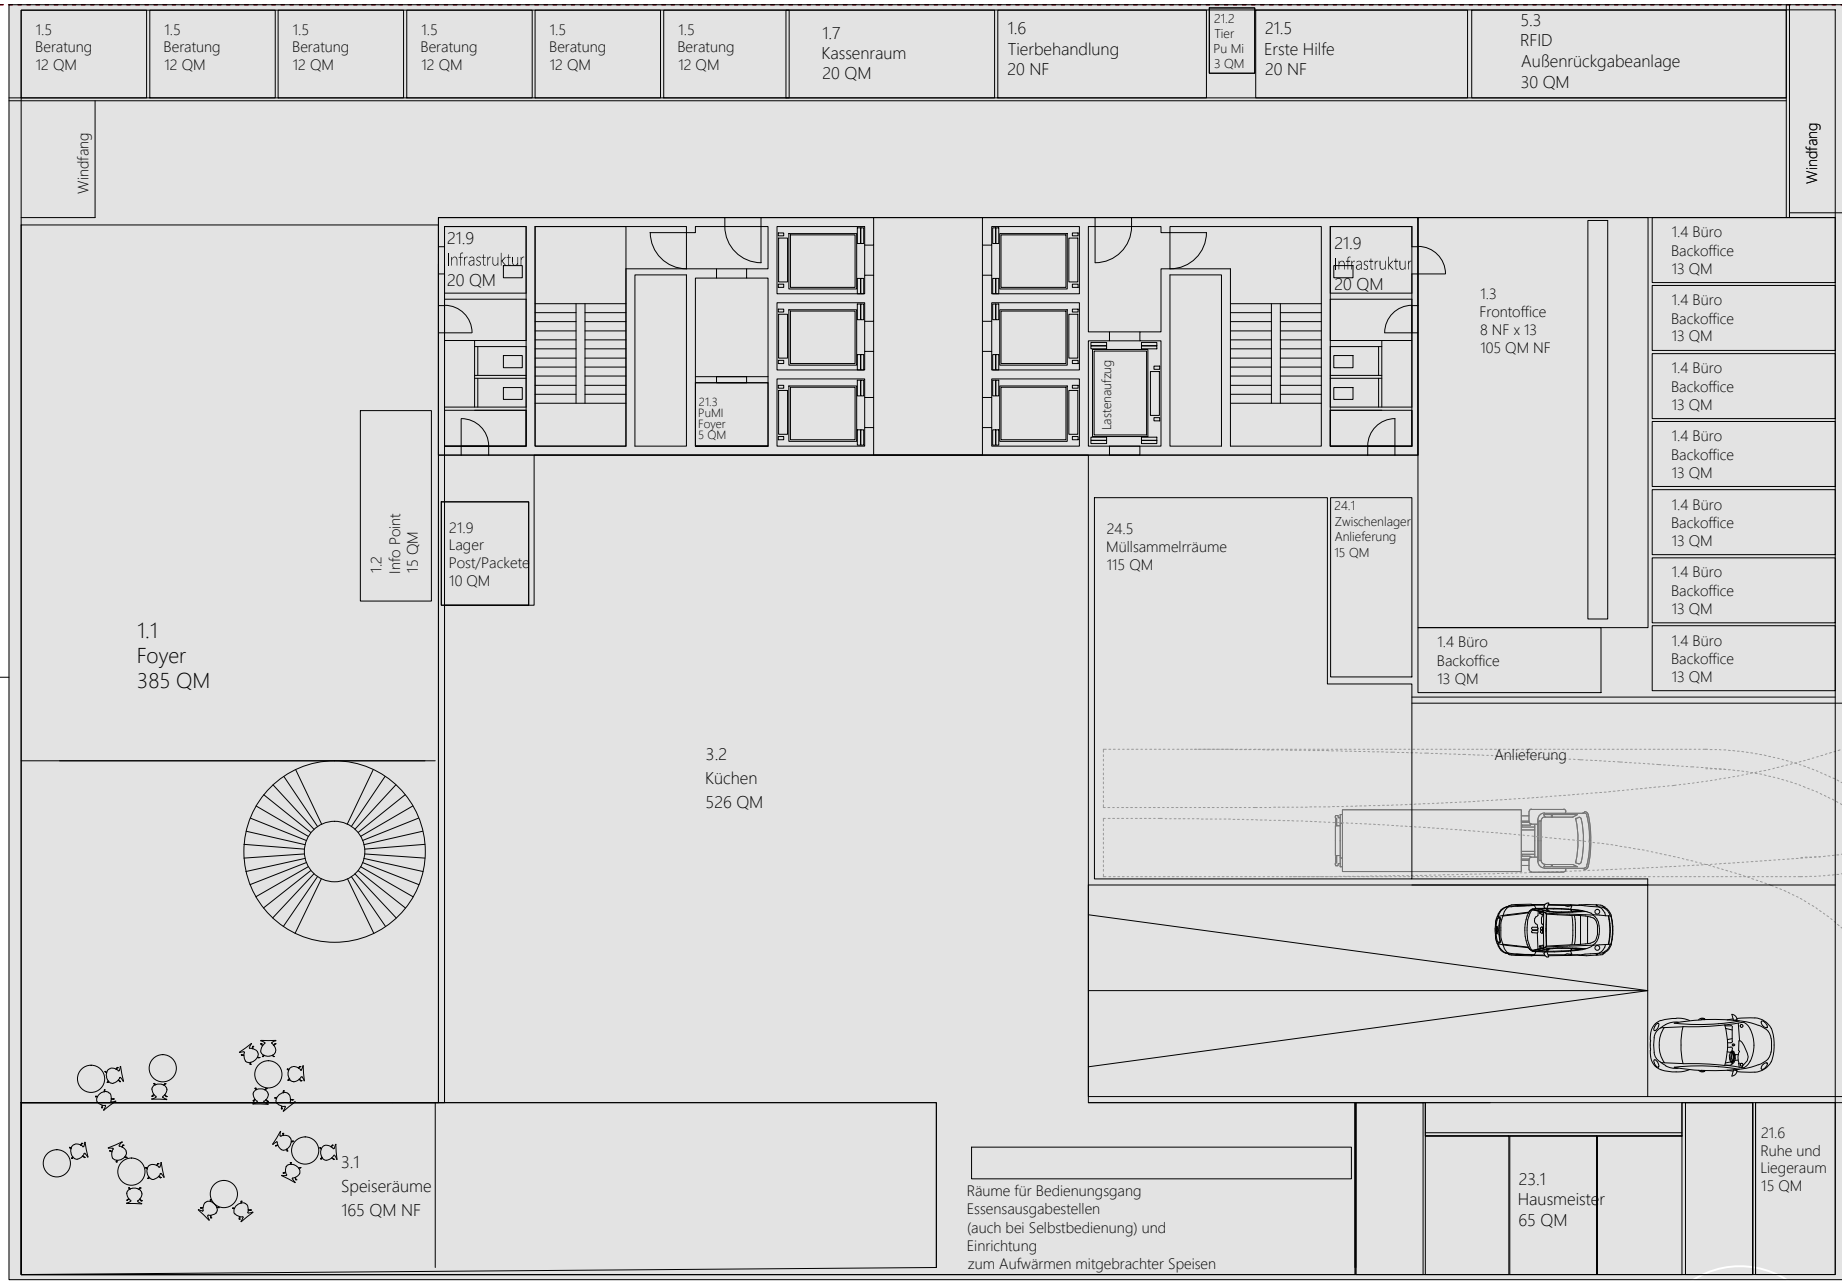 1.5
Beratung
12 QM
1.5
Beratung
12 QM
1.5
Beratung
12 QM
1.5
Beratung
12 QM
1.5
Beratung
12 QM
1.5
Beratung
12 QM
1.7
Kassenraum
20 QM
1.6
Tierbehandlung
20 NF
21.2
Tier
Pu Mi
3 QM
21.5
Erste Hilfe
20 NF
5.3
RFID
Außenrückgabeanlage
30 QM
Windfang
Windfang
21.9
Infrastruktur
20 QM
21.3
PuMI
Foyer
5 QM
Lastenaufzug
21.9
Infrastruktur
20 QM
1.3
Frontoffice
8 NF x 13
105 QM NF
1.4 Büro
Backoffice
13 QM
1.4 Büro
Backoffice
13 QM
1.4 Büro
Backoffice
13 QM
1.4 Büro
Backoffice
13 QM
1.4 Büro
Backoffice
13 QM
1.4 Büro
Backoffice
13 QM
1.4 Büro
Backoffice
13 QM
1.4 Büro
Backoffice
13 QM
1.2
Info Point
15 QM
21.9
Lager
Post/Packete
10 QM
24.5
Müllsammelrräume
115 QM
24.1
Zwischenlager
Anlieferung
15 QM
1.1
Foyer
385 QM
3.2
Küchen
526 QM
Anlieferung
3.1
Speiseräume
165 QM NF
Räume für Bedienungsgang
Essensausgabestellen
(auch bei Selbstbedienung) und
Einrichtung
zum Aufwärmen mitgebrachter Speisen
23.1
Hausmeister
65 QM
21.6
Ruhe und
Liegeraum
15 QM